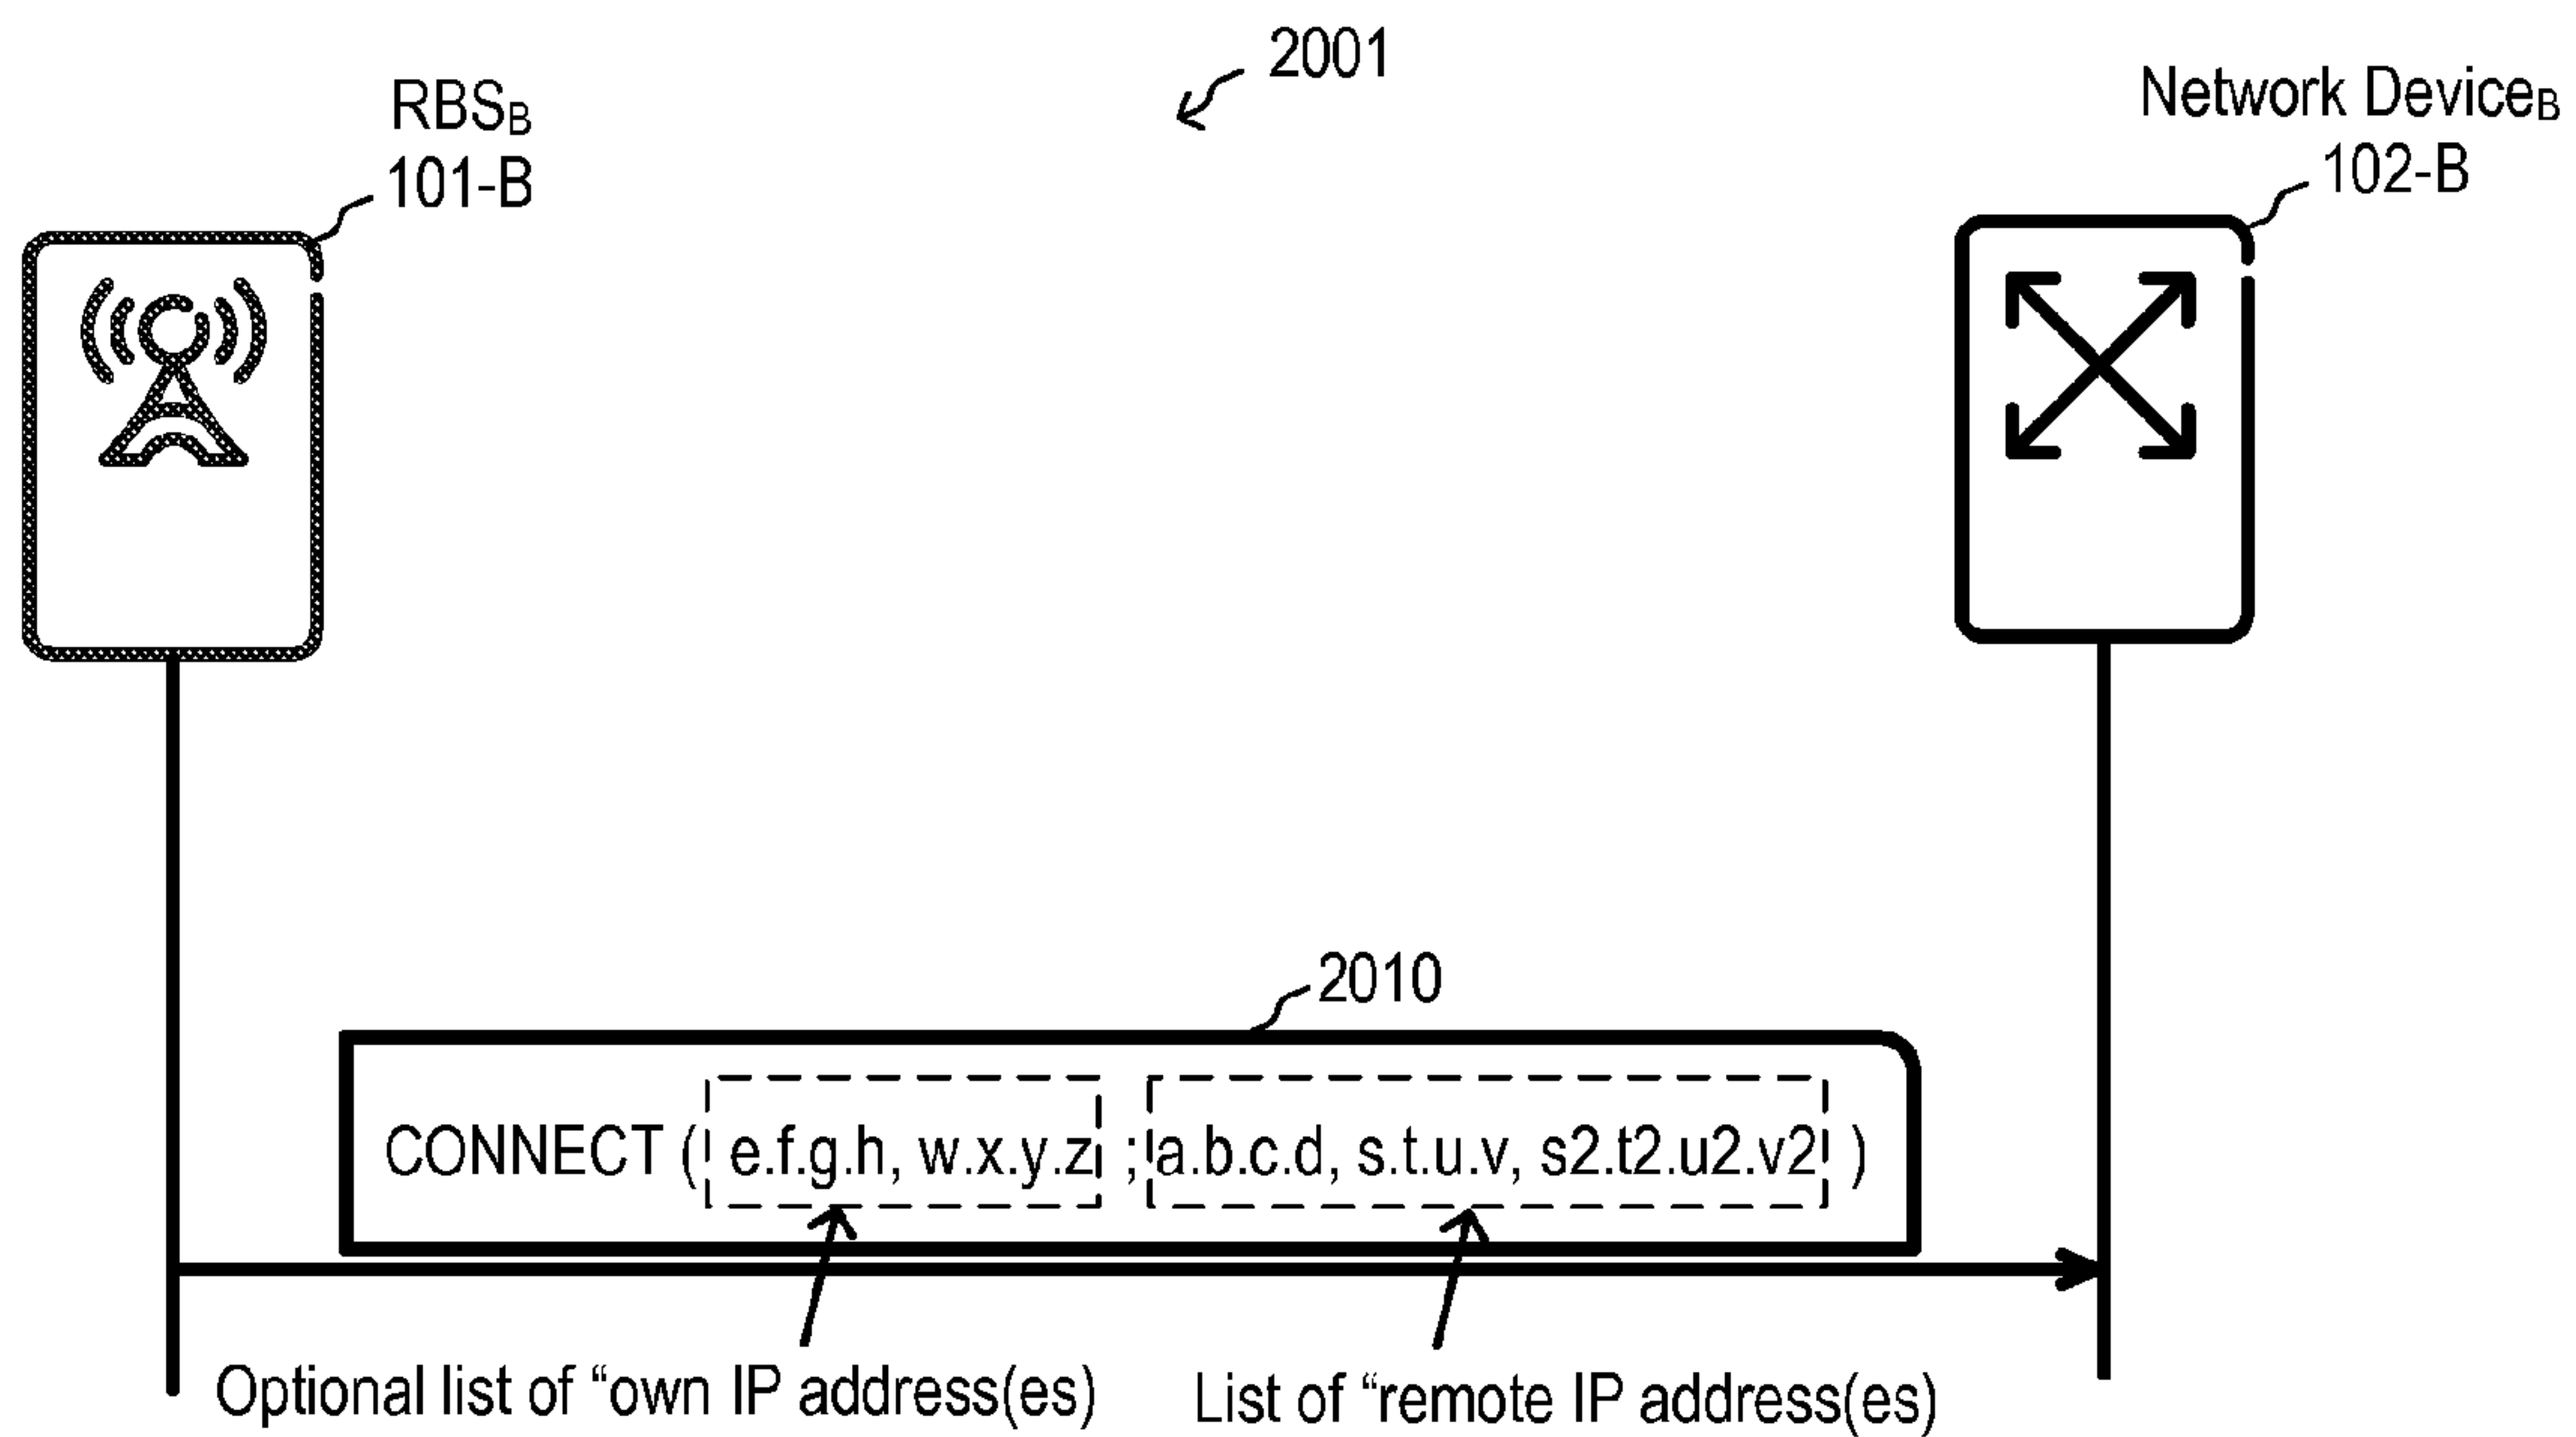 2001
RBSB
101-B
Network DeviceB
102-B
2010
CONNECT ( e.f.g.h, w.x.y.z ; a.b.c.d, s.t.u.v, s2.t2.u2.v2 )
Optional list of “own IP address(es)
List of “remote IP address(es)